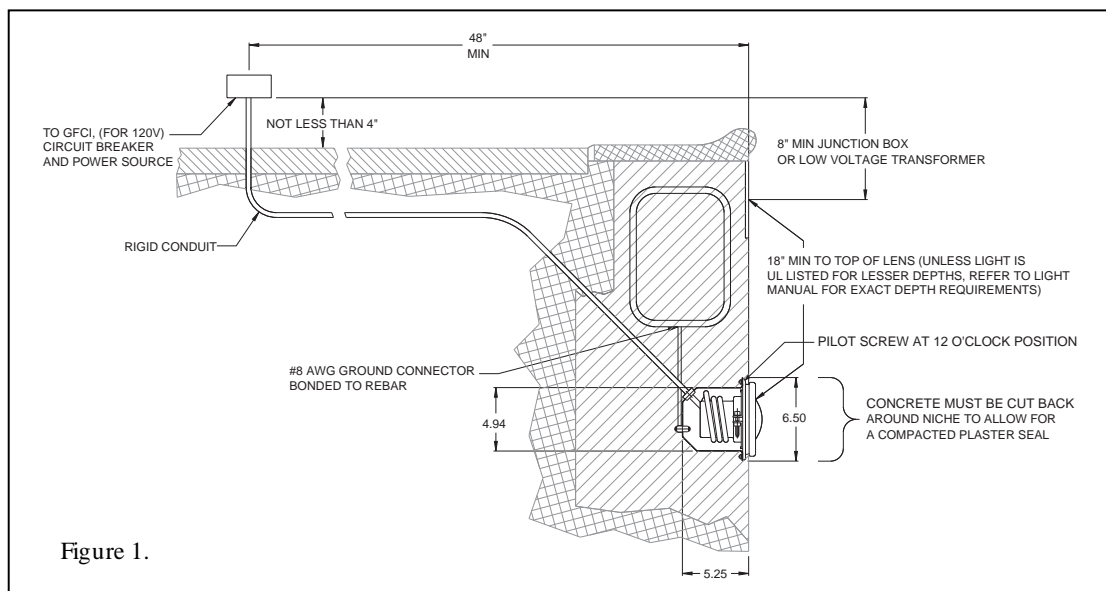 48"
MIN
TO GFCI, (FOR 120V)
CIRCUIT BREAKER
AND POWER SOURCE
NOT LESS THAN 4"
8" MIN JUNCTION BOX
OR LOW VOLTAGE TRANSFORMER
RIGID CONDUIT
18" MIN TO TOP OF LENS (UNLESS LIGHT IS
UL LISTED FOR LESSER DEPTHS, REFER TO LIGHT
MANUAL FOR EXACT DEPTH REQUIREMENTS)
PILOT SCREW AT 12 O'CLOCK POSITION
#8 AWG GROUND CONNECTOR
BONDED TO REBAR
4.94
6.50
CONCRETE MUST BE CUT BACK
AROUND NICHE TO ALLOW FOR
A COMPACTED PLASTER SEAL
Figure 1.
5.25